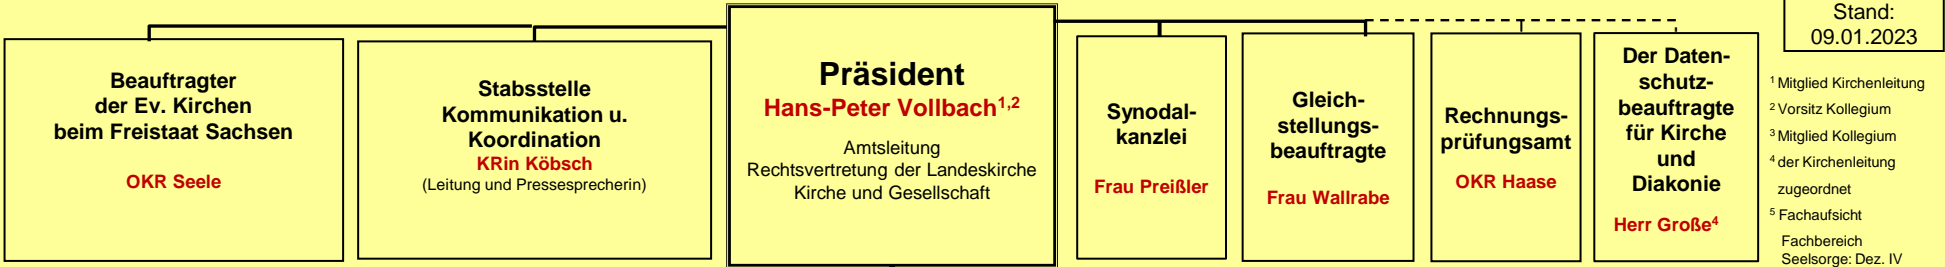 Beauftragter
der Ev. Kirchen
beim Freistaat Sachsen
OKR Seele
Stabsstelle
Kommunikation u.
Koordination
KRin Köbsch
(Leitung und Pressesprecherin)
Präsident
Hans-Peter Vollbach1,2
Amtsleitung
Rechtsvertretung der Landeskirche
Kirche und Gesellschaft
Synodal-
kanzlei
Frau Preißler
Gleich-
stellungs-
beauftragte
Frau Wallrabe
Rechnungs-
prüfungsamt
OKR Haase
Der Daten-
schutz-
beauftragte
für Kirche
und
Diakonie
Herr Große4
Stand:
09.01.2023
1 Mitglied Kirchenleitung
2 Vorsitz Kollegium
3 Mitglied Kollegium
4 der Kirchenleitung
zugeordnet
5 Fachaufsicht
Fachbereich
Seelsorge: Dez. IV